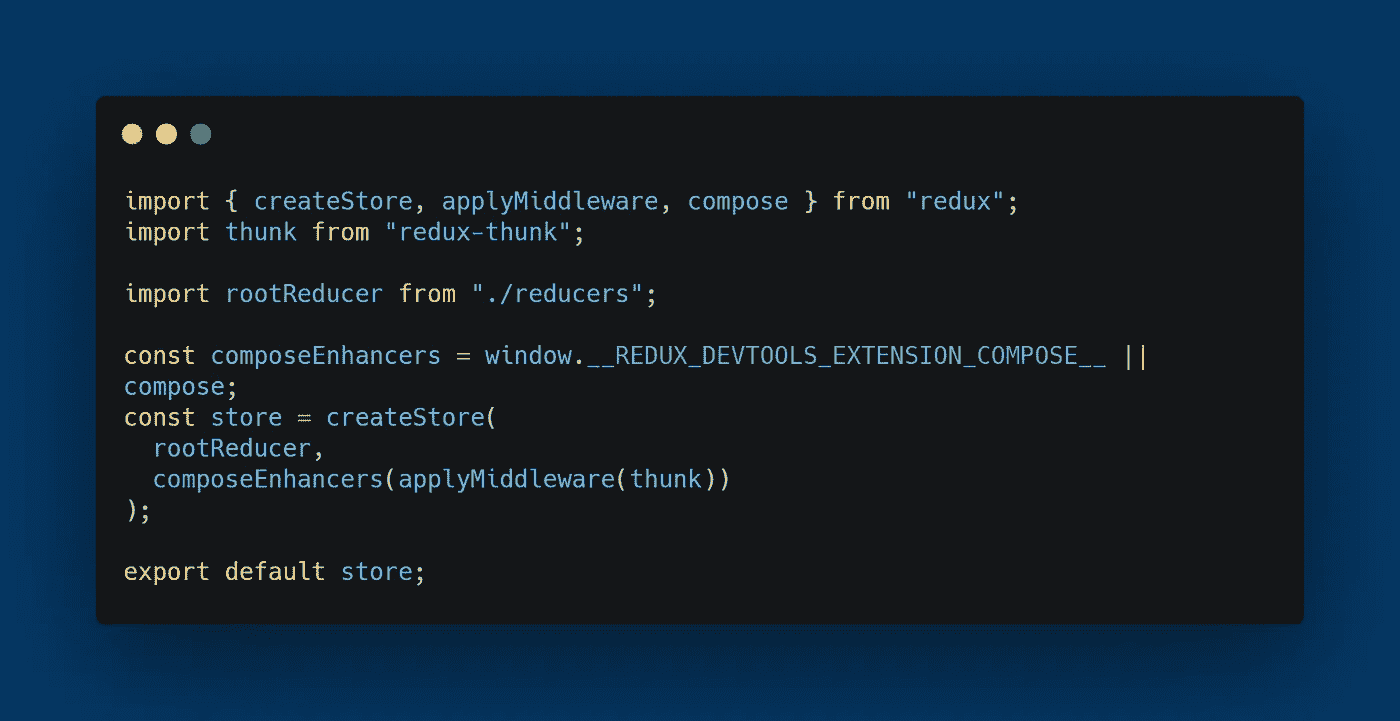 import { createStore, applyMiddleware, compose } from "redux";
import thunk from "redux-thunk";

import rootReducer from "./reducers";

const composeEnhancers = window.__REDUX_DEVTOOLS_EXTENSION_COMPOSE__ ||
compose;
const store = createStore(
  rootReducer,
  composeEnhancers(applyMiddleware(thunk))
);

export default store;